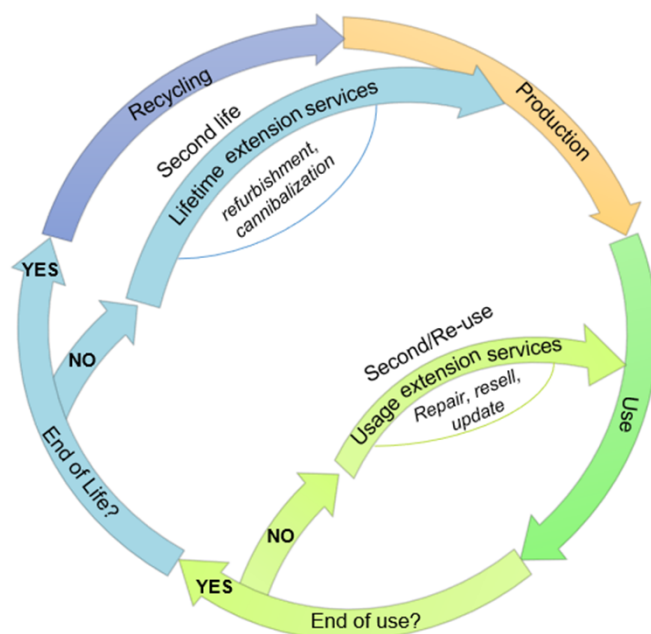 Recycling
Production
Second life
Lifetime extension services
refurbishment,
cannibalization
YES
NO
Second/Re-use
Usage extension services
Repair, resell,
update
Use
End of Life?
NO
YES
End of use?